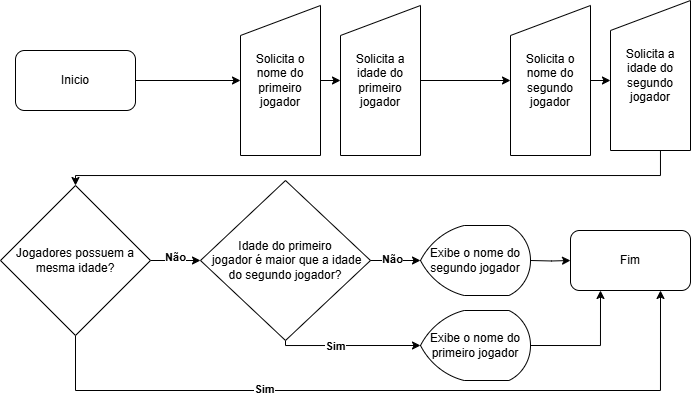 Inicio
Solicita o
nome do
primeiro
jogador
Solicita a
idade do
primeiro
jogador
Solicita o
nome do
segundo
jogador
Solicita a
idade do
segundo
jogador
Jogadores possuem a
mesma idade?
Não
Idade do primeiro
jogador é maior que a idade
do segundo jogador?
Não
Exibe o nome do
segundo jogador
Fim
Sim
Exibe o nome do
primeiro jogador
Sim